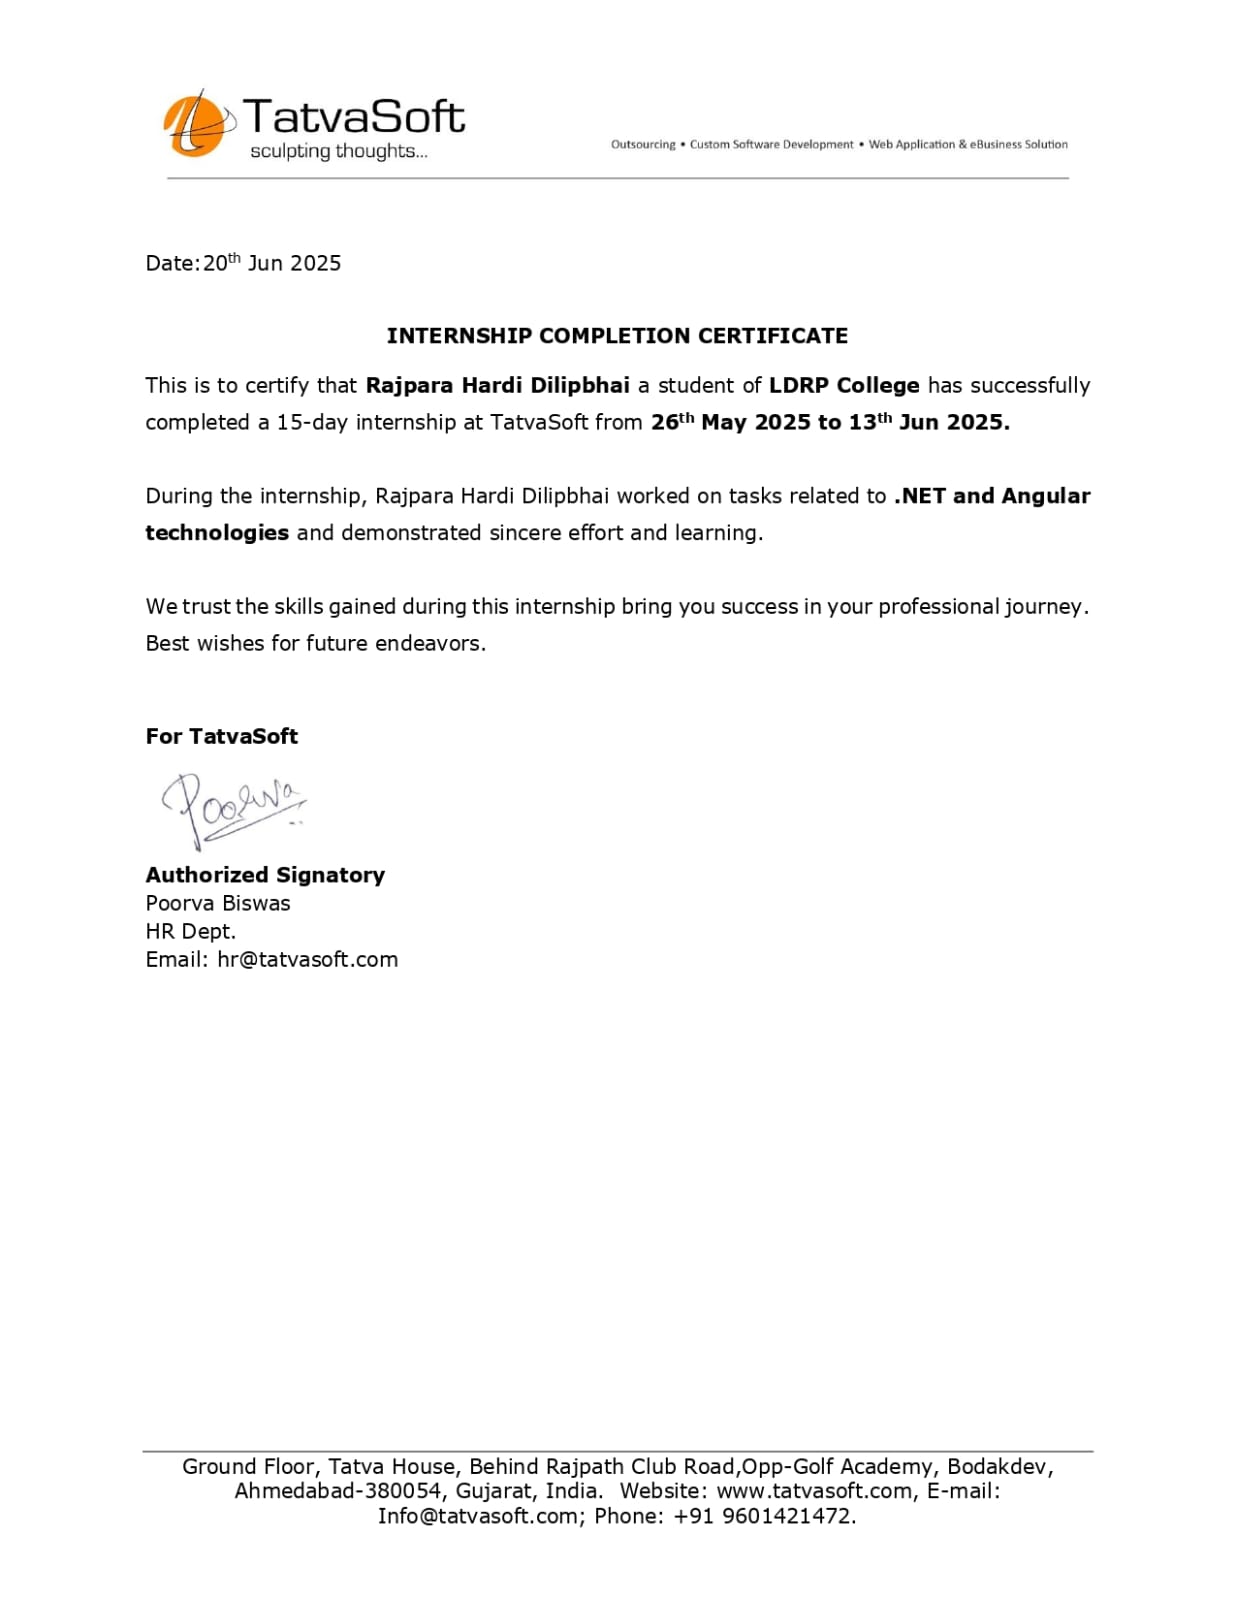 TatvaSoft
sculpting thoughts...
Outsourcing • Custom Software Development • Web Application & eBusiness Solution
Date:20th Jun 2025
INTERNSHIP COMPLETION CERTIFICATE
This is to certify that Rajpara Hardi Dilipbhai a student of LDRP College has successfully
completed a 15-day internship at TatvaSoft from 26th May 2025 to 13th Jun 2025.
During the internship, Rajpara Hardi Dilipbhai worked on tasks related to .NET and Angular
technologies and demonstrated sincere effort and learning.
We trust the skills gained during this internship bring you success in your professional journey.
Best wishes for future endeavors.
For TatvaSoft
Poorva
Authorized Signatory
Poorva Biswas
HR Dept.
Email: hr@tatvasoft.com
Ground Floor, Tatva House, Behind Rajpath Club Road,Opp-Golf Academy, Bodakdev,
Ahmedabad-380054, Gujarat, India.  Website: www.tatvasoft.com, E-mail:
Info@tatvasoft.com; Phone: +91 9601421472.